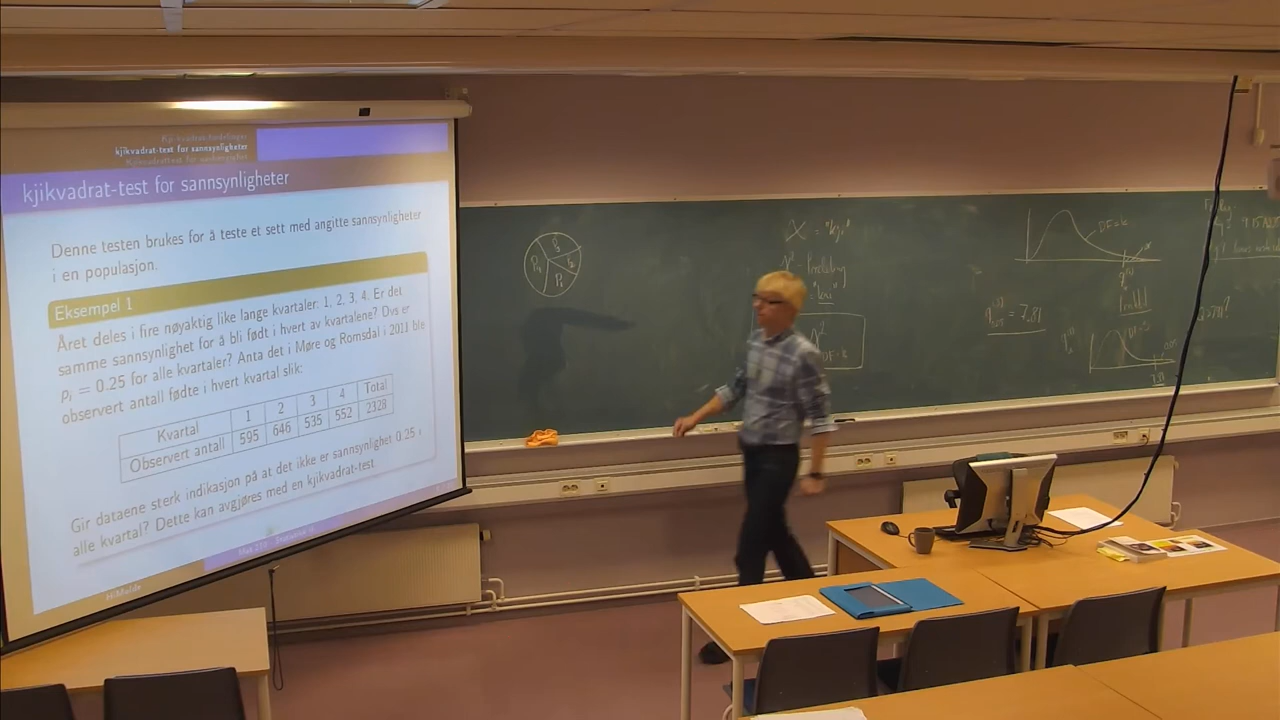 kjikvadrat-test for sannsynligheter
kjikvadrat-test for sannsynligheter
Denne testen brukes for å teste et sett med angitte sannsynligheter
i en populasjon.
Eksempel 1
Året deles i fire nøyaktig like lange kvartaler: 1, 2, 3, 4. Er det
samme sannsynlighet for å bli født i hvert av kvartalene? Dvs er
p_i = 0.25 for alle kvartaler? Anta det i Møre og Romsdal i 2011 ble
observert antall fødte i hvert kvartal slik:
Kvartal 1 2 3 4 Total
Observert antall 595 646 535 552 2328
Gir dataene sterk indikasjon på at det ikke er sannsynlighet 0.25 i
alle kvartal? Dette kan avgjøres med en kjikvadrat-test
HiMolde
X = "kji"
DF=k
= 7.81
DF=k